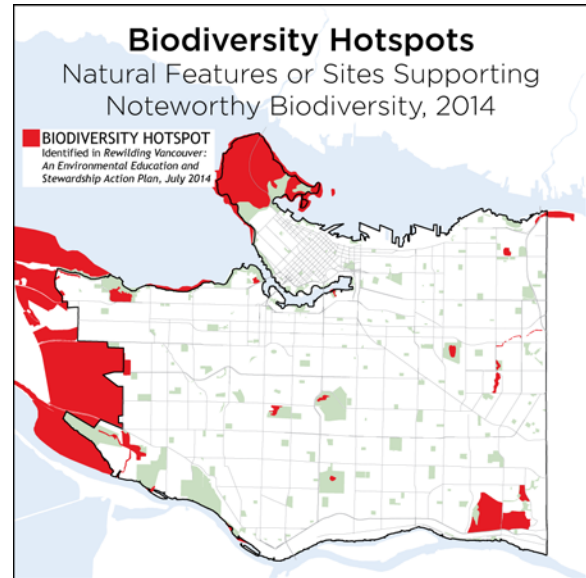 Biodiversity Hotspots
Natural Features or Sites Supporting
Noteworthy Biodiversity, 2014
BIODIVERSITY HOTSPOT
Identified in Rewilding Vancouver:
An Environmental Education and
Stewardship Action Plan, July 2014